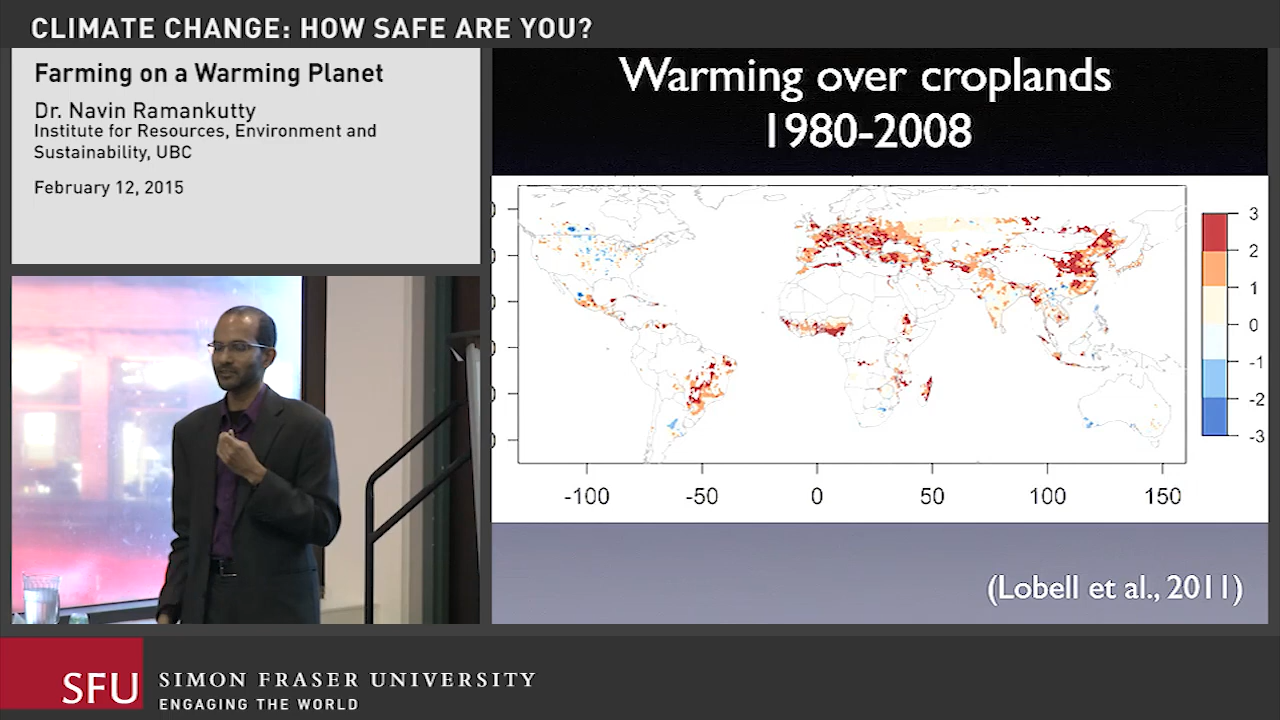 CLIMATE CHANGE: HOW SAFE ARE YOU?
Farming on a Warming Planet
Dr. Navin Ramankutty
Institute for Resources, Environment and
Sustainability, UBC
February 12, 2015
Warming over croplands
1980-2008
3
2
1
0
-1
-2
-3
-100 -50 0 50 100 150
(Lobell et al., 2011)
SFU
SIMON FRASER UNIVERSITY
ENGAGING THE WORLD